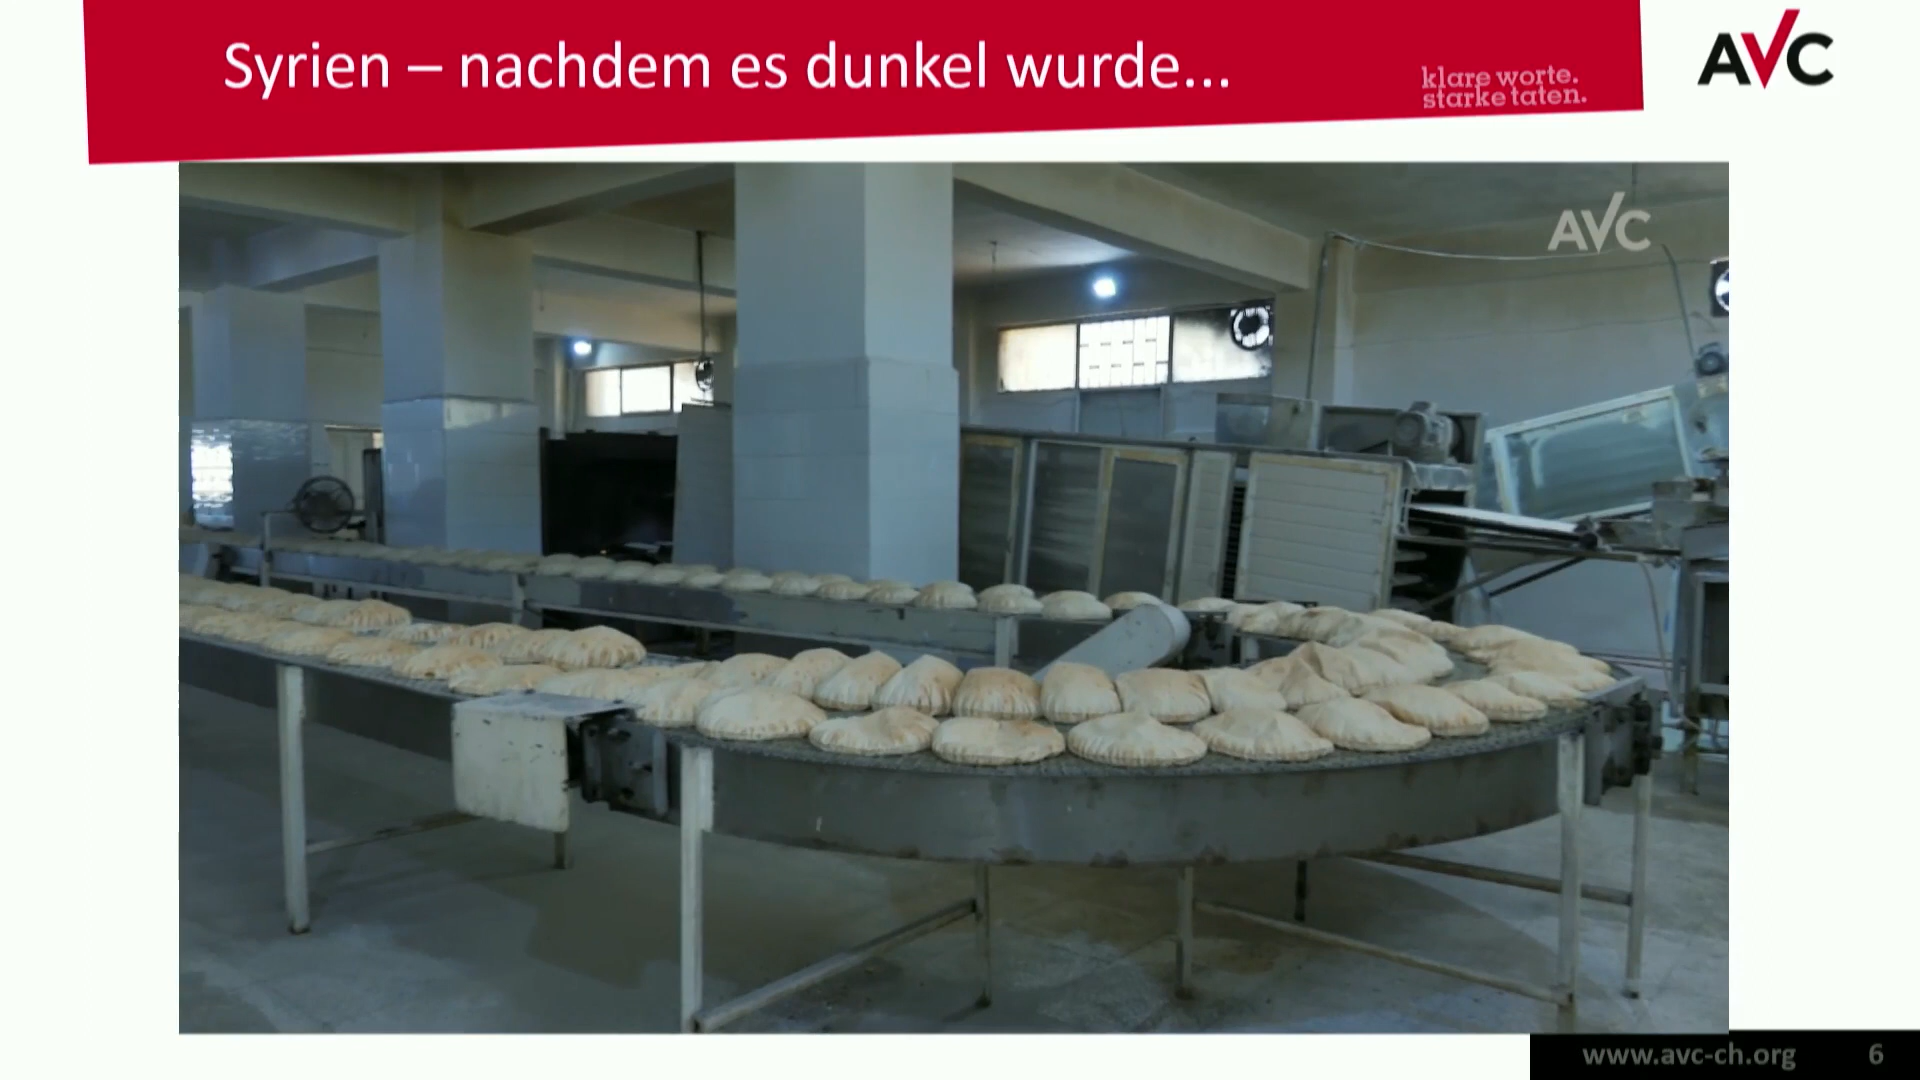 Syrien – nachdem es dunkel wurde...
klare worte.
starke taten.
AVC
AVC
www.avc-ch.org 6